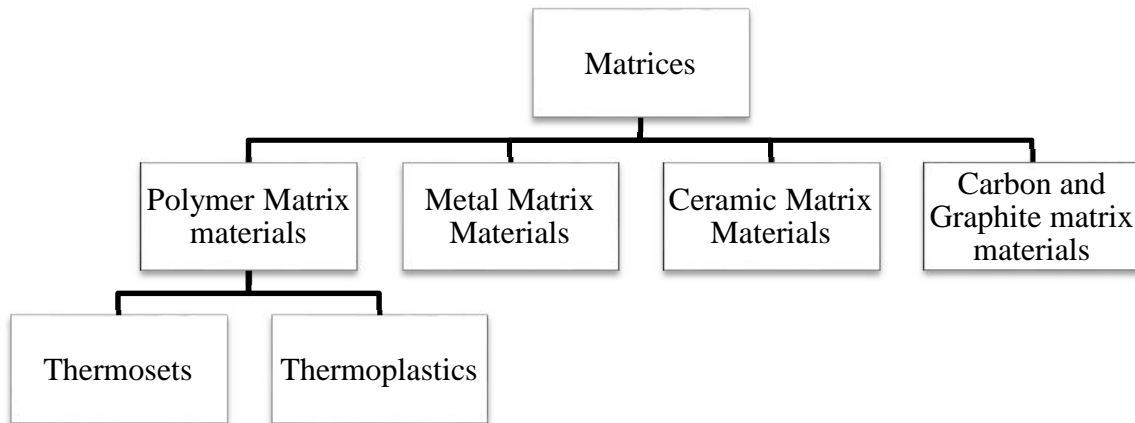 Matrices
Polymer Matrix
materials
Metal Matrix
Materials
Ceramic Matrix
Materials
Carbon and
Graphite matrix
materials
Thermosets
Thermoplastics